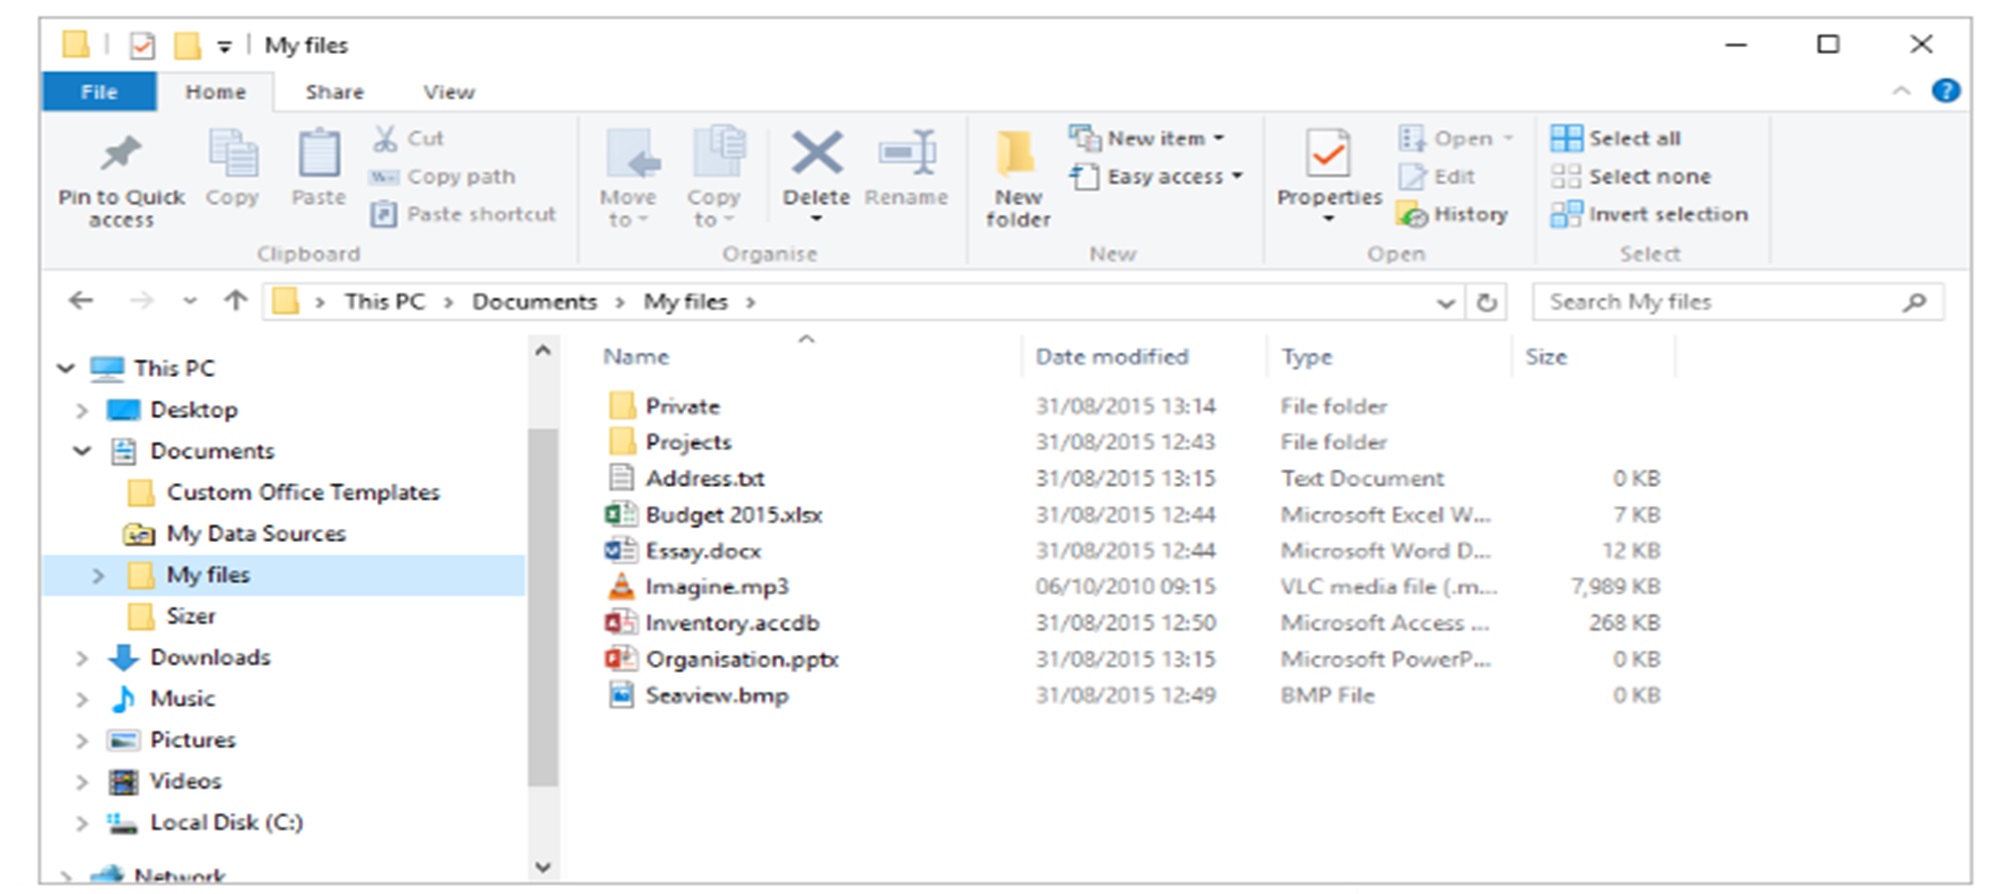 My files
File Home Share View
Pin to Quick access
Copy
Paste
Cut
Copy path
Paste shortcut
Clipboard
Move to
Copy to
Delete
Rename
Organise
New folder
New item
Easy access
New
Properties
Open
Edit
History
Open
Select all
Select none
Invert selection
Select
This PC > Documents > My files >
Search My files
This PC
Desktop
Documents
Custom Office Templates
My Data Sources
My files
Sizer
Downloads
Music
Pictures
Videos
Local Disk (C:)
Network
Name Date modified Type Size
Private 31/08/2015 13:14 File folder
Projects 31/08/2015 12:43 File folder
Address.txt 31/08/2015 13:15 Text Document 0 KB
Budget 2015.xlsx 31/08/2015 12:44 Microsoft Excel W... 7 KB
Essay.docx 31/08/2015 12:44 Microsoft Word D... 12 KB
Imagine.mp3 06/10/2010 09:15 VLC media file (.m... 7,989 KB
Inventory.accdb 31/08/2015 12:50 Microsoft Access ... 268 KB
Organisation.pptx 31/08/2015 13:15 Microsoft PowerP... 0 KB
Seaview.bmp 31/08/2015 12:49 BMP File 0 KB